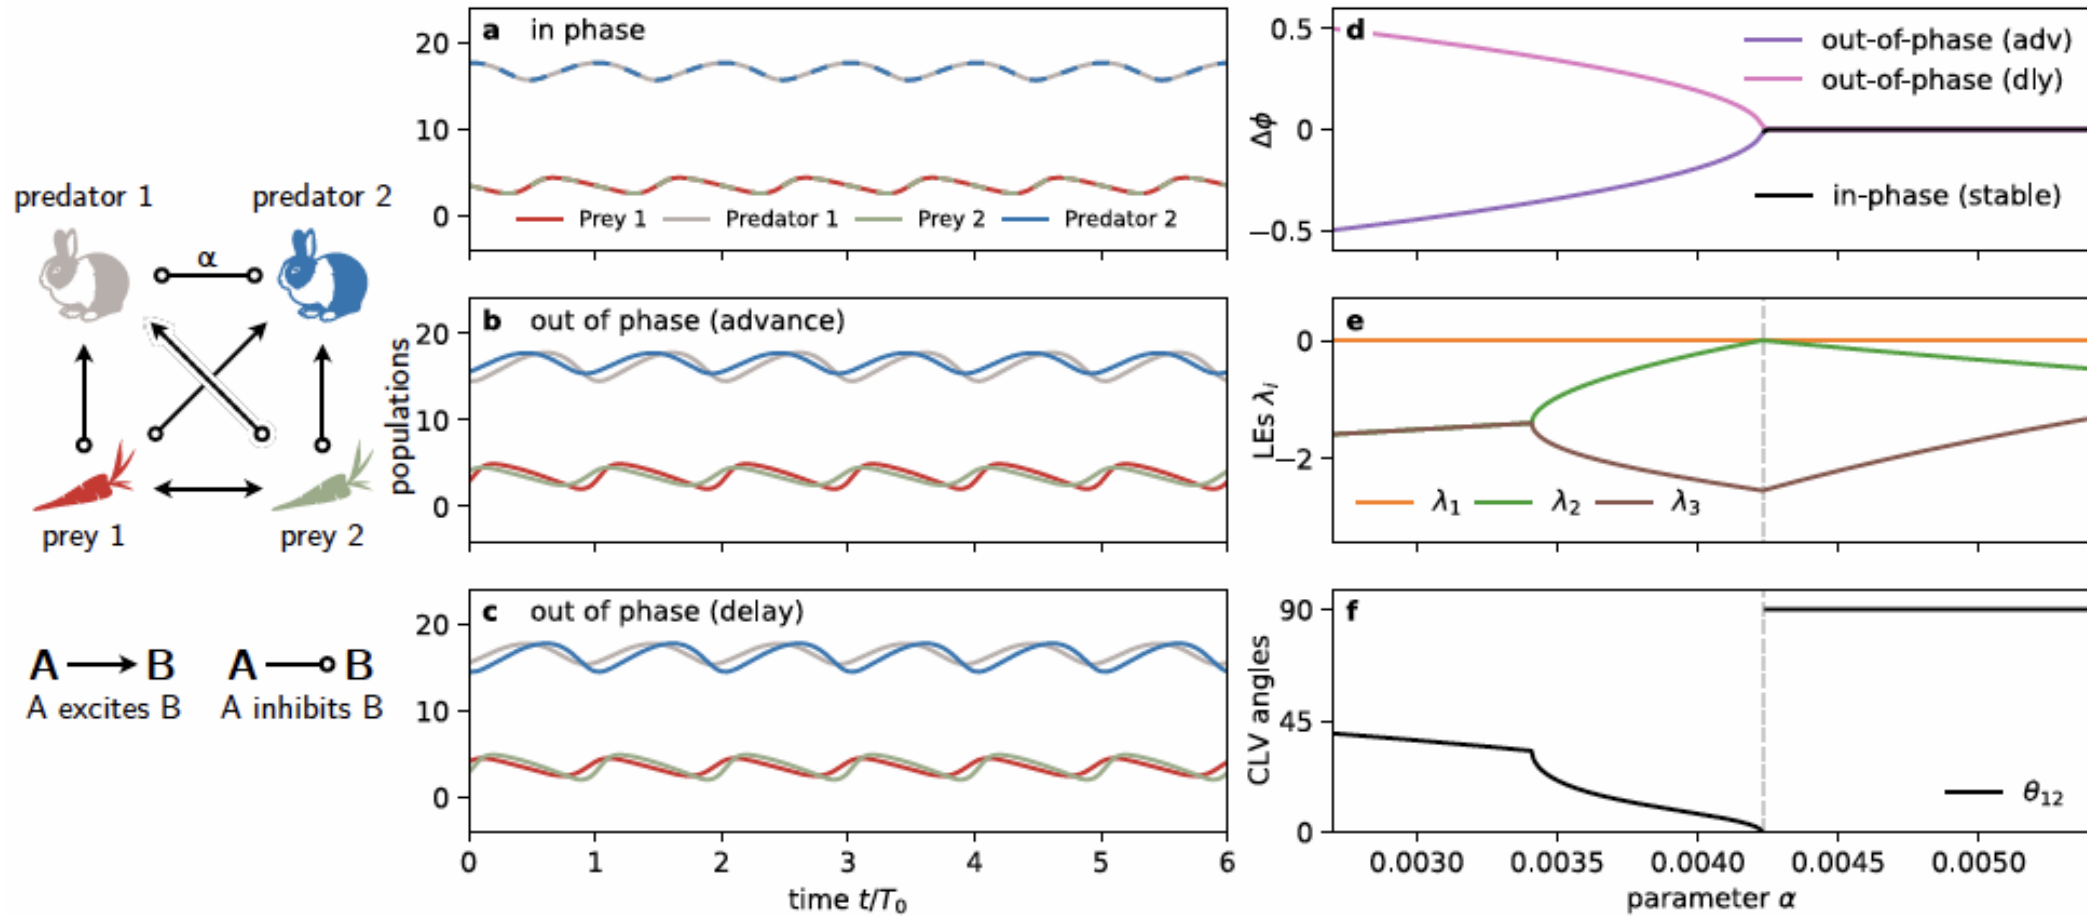 predator 1 predator 2
α
prey 1 prey 2
A B A B
A excites B A inhibits B
populations
a in phase
20
10
0
Prey 1 Predator 1 Prey 2 Predator 2
b out of phase (advance)
20
10
0
c out of phase (delay)
20
10
0
0 1 2 3 4 5 6
time t/T₀
d
out-of-phase (adv)
out-of-phase (dly)
in-phase (stable)
Δϕ
0.5
0
−0.5
e
LEs λᵢ
0
−2
λ₁ λ₂ λ₃
f
CLV angles
90
45
0
θ₁₂
0.0030 0.0035 0.0040 0.0045 0.0050
parameter α